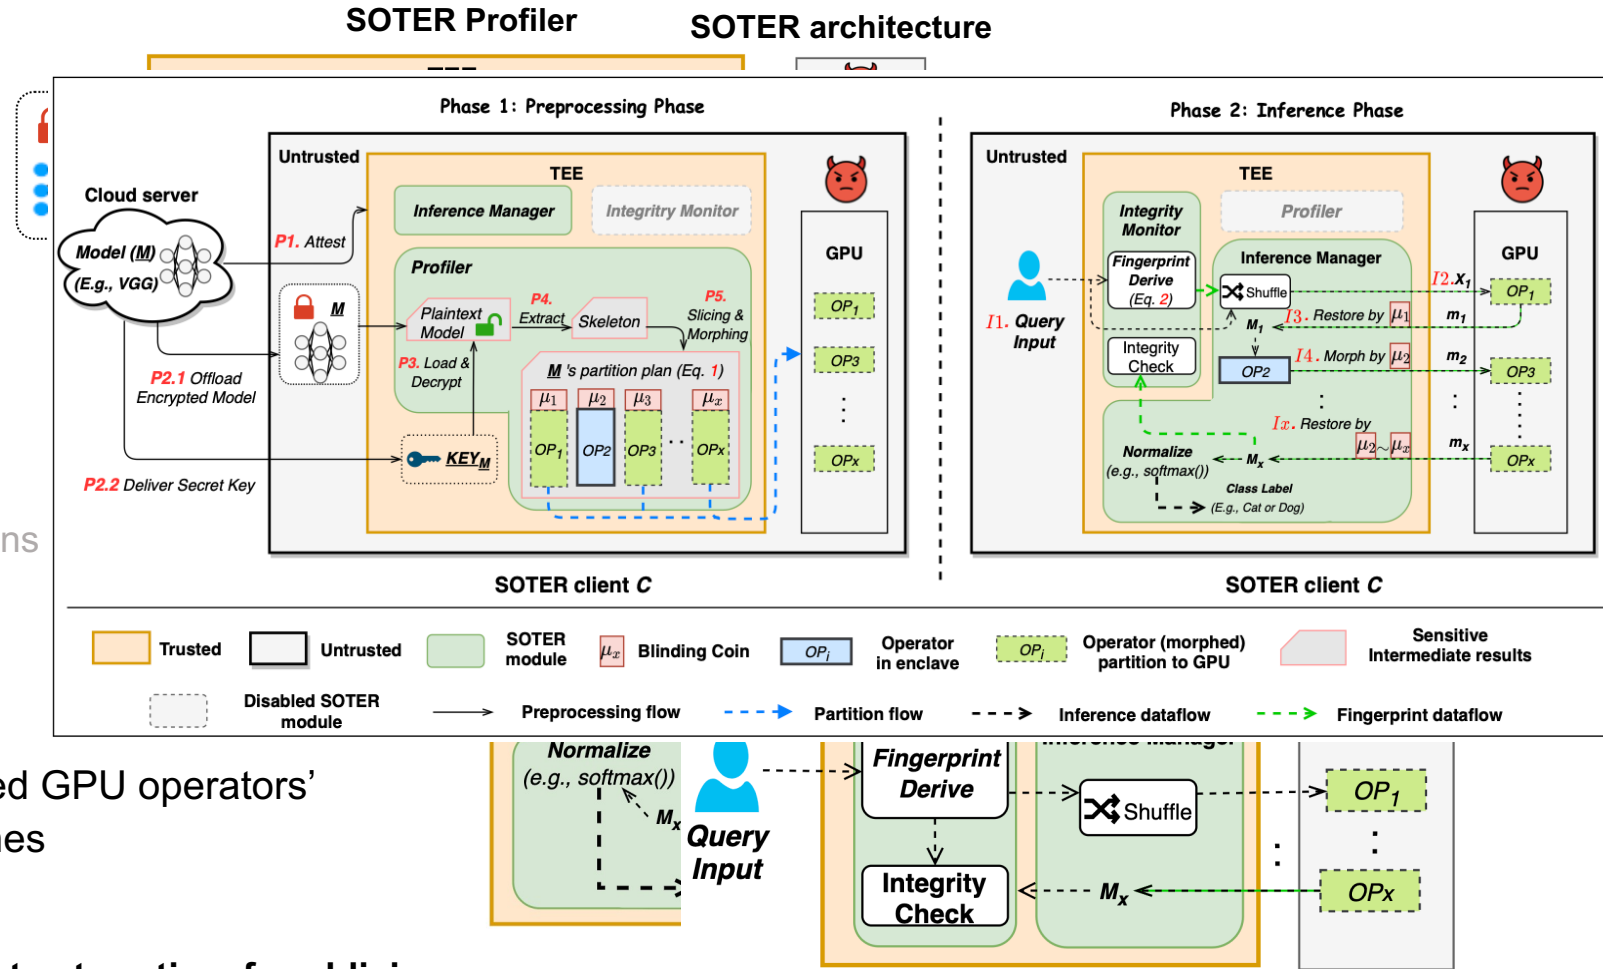 SOTER Profiler
SOTER architecture
Phase 1: Preprocessing Phase
Untrusted
TEE
Inference Manager
Integritry Monitor
Cloud server
Model (M)
(E.g., VGG)
P1. Attest
M
Profiler
Plaintext
Model
P4.
Extract
Skeleton
P5.
Slicing &
Morphing
P3. Load &
Decrypt
M 's partition plan (Eq. 1)
μ1 μ2 μ3 μx
OP1 OP2 OP3 .. OPx
P2.1 Offload
Encrypted Model
KEYM
P2.2 Deliver Secret Key
GPU
OP1
OP3
⋮
OPx
SOTER client C
Phase 2: Inference Phase
Untrusted
TEE
Integrity
Monitor
Profiler
Fingerprint
Derive
(Eq. 2)
Inference Manager
Shuffle
I1. Query
Input
Integrity
Check
M1
OP2
I2. X1
I3. Restore by μ1 m1
I4. Morph by μ2 m2
Ix. Restore by
μ2~μx mx
Normalize
(e.g., softmax())
Mx
Class Label
(E.g., Cat or Dog)
GPU
OP1
OP3
OPx
SOTER client C
Trusted
Untrusted
SOTER
module
μx Blinding Coin
OPi Operator
in enclave
OPi Operator (morphed)
partition to GPU
Sensitive
Intermediate results
Disabled SOTER
module
Preprocessing flow
Partition flow
Inference dataflow
Fingerprint dataflow
ns
ed GPU operators’
nes
Normalize
(e.g., softmax())
Mx
Query
Input
Fingerprint
Derive
Inference Manager
Shuffle
Integrity
Check
Mx
OP1
OPx